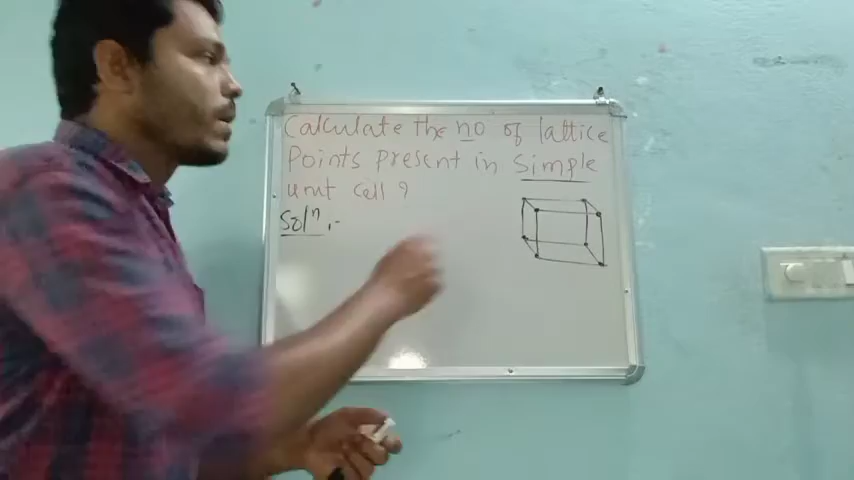 Calculate the no of lattice
Points present in Simple
unit cell ?
Solⁿ :-